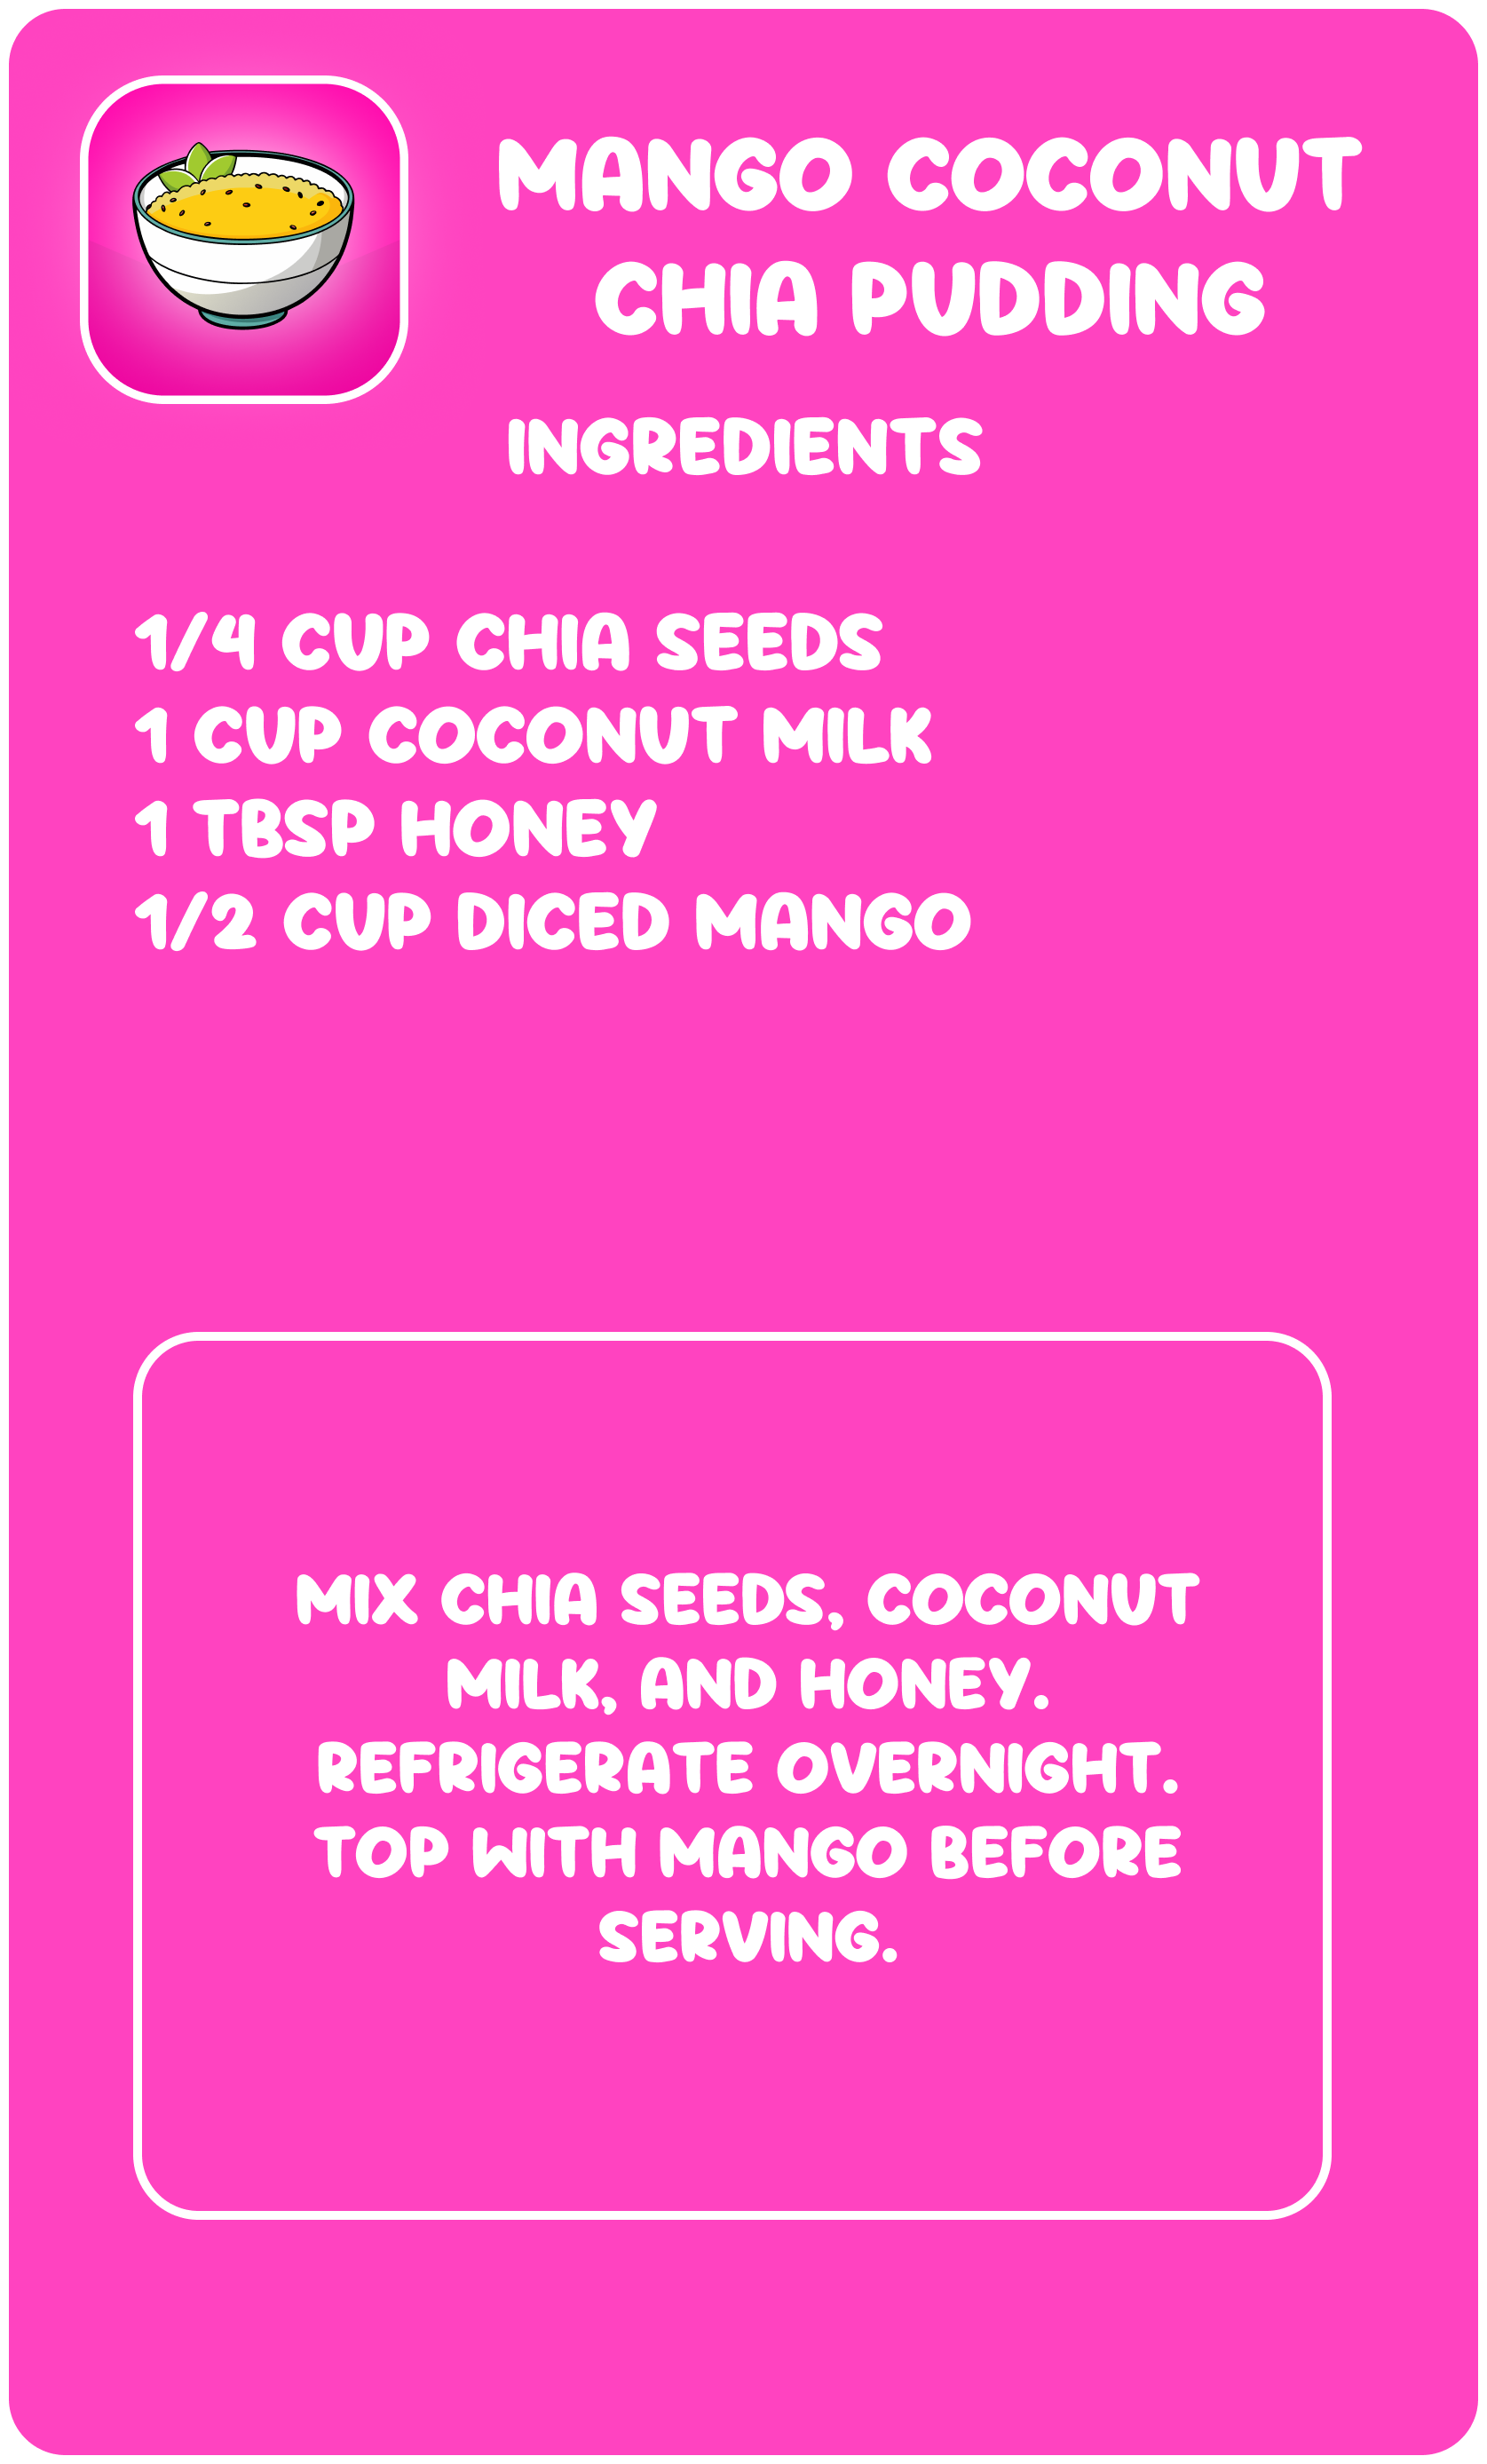 MANGO COCONUT
CHIA PUDDING
INGREDIENTS
1/4 CUP CHIA SEEDS
1 CUP COCONUT MILK
1 TBSP HONEY
1/2 CUP DICED MANGO
MIX CHIA SEEDS, COCONUT
MILK, AND HONEY.
REFRIGERATE OVERNIGHT.
TOP WITH MANGO BEFORE
SERVING.